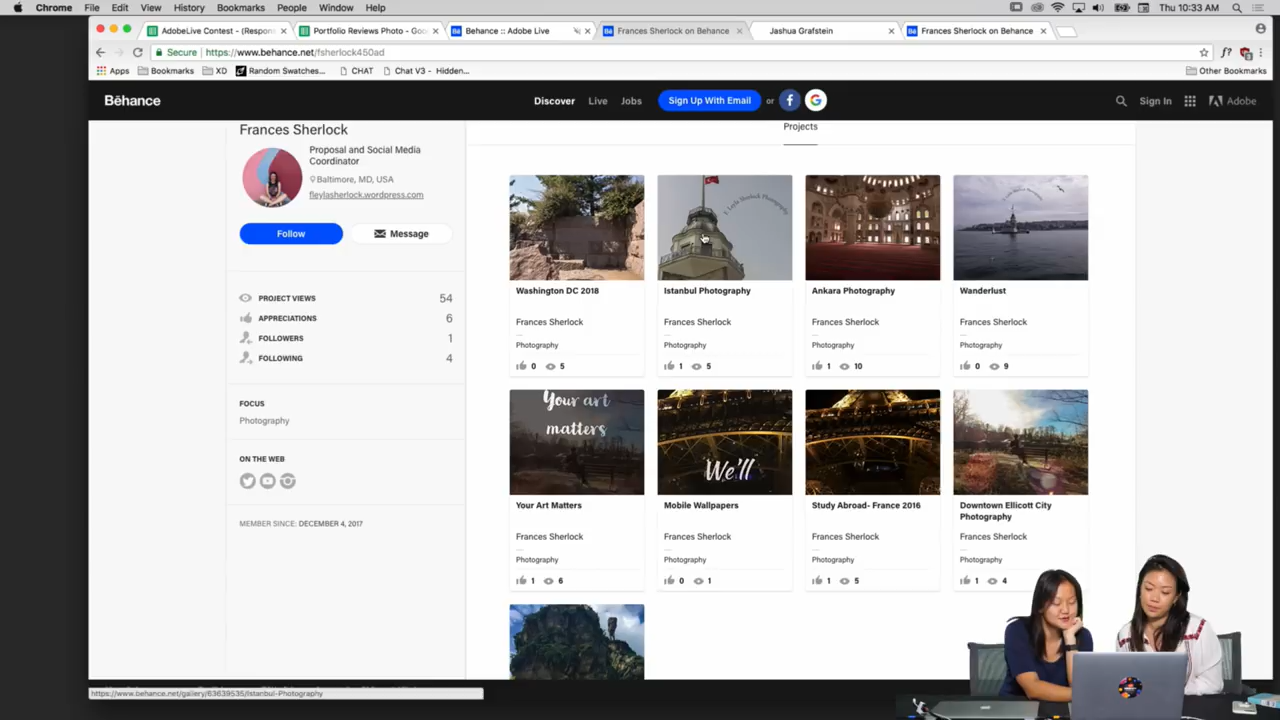 Chrome File Edit View History Bookmarks People Window Help Thu 10:33 AM
AdobeLive Contest - (Respon
Portfolio Reviews Photo - Goo
Behance :: Adobe Live
Frances Sherlock on Behance
Jashua Grafstein
Frances Sherlock on Behance
Secure https://www.behance.net/fsherlock450ad
f?
Apps Bookmarks XD Random Swatches... CHAT Chat V3 - Hidden... Other Bookmarks
Bēhance Discover Live Jobs Sign Up With Email or Sign In Adobe
Frances Sherlock
Proposal and Social Media
Coordinator
Baltimore, MD, USA
fleylasherlock.wordpress.com
Follow Message
PROJECT VIEWS 54
APPRECIATIONS 6
FOLLOWERS 1
FOLLOWING 4
FOCUS
Photography
ON THE WEB
MEMBER SINCE: DECEMBER 4, 2017
Projects
Washington DC 2018
Frances Sherlock
Photography
0 5
Istanbul Photography
Frances Sherlock
Photography
1 5
Ankara Photography
Frances Sherlock
Photography
1 10
Wanderlust
Frances Sherlock
Photography
0 9
Your art
matters
Your Art Matters
Frances Sherlock
Photography
1 6
We'll
Mobile Wallpapers
Frances Sherlock
Photography
0 1
Study Abroad- France 2016
Frances Sherlock
Photography
1 5
Downtown Ellicott City
Photography
Frances Sherlock
Photography
1 4
https://www.behance.net/gallery/63639535/Istanbul-Photography